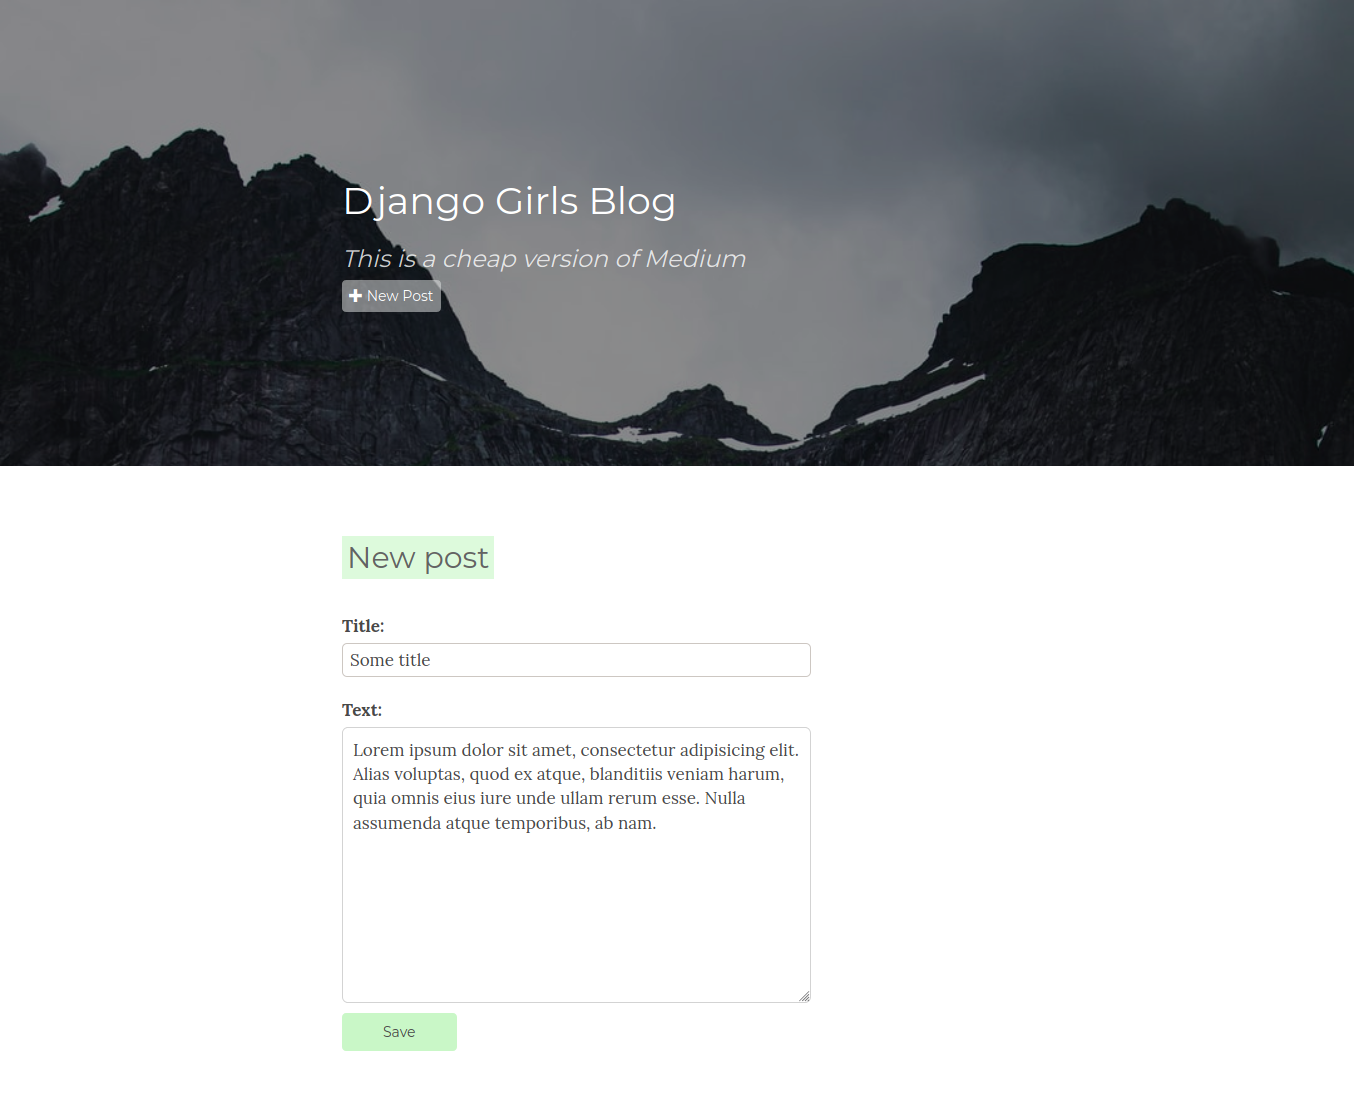 Django Girls Blog
This is a cheap version of Medium
New Post
New post
Title:
Some title
Text:
Lorem ipsum dolor sit amet, consectetur adipisicing elit.
Alias voluptas, quod ex atque, blanditiis veniam harum,
quia omnis eius iure unde ullam rerum esse. Nulla
assumenda atque temporibus, ab nam.
Save